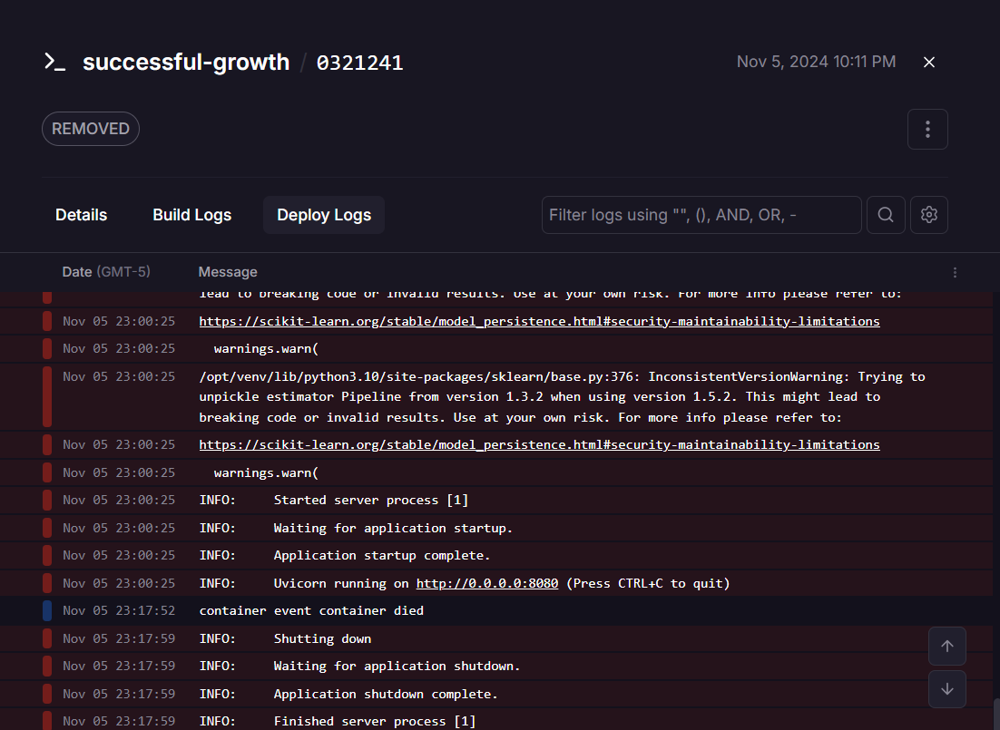 successful-growth / 0321241
Nov 5, 2024 10:11 PM
REMOVED
Details
Build Logs
Deploy Logs
Filter logs using "", (), AND, OR, -
Date (GMT-5)
Message
lead to breaking code or invalid results. Use at your own risk. For more info please refer to:
Nov 05 23:00:25 https://scikit-learn.org/stable/model_persistence.html#security-maintainability-limitations
Nov 05 23:00:25 warnings.warn(
Nov 05 23:00:25 /opt/venv/lib/python3.10/site-packages/sklearn/base.py:376: InconsistentVersionWarning: Trying to
unpickle estimator Pipeline from version 1.3.2 when using version 1.5.2. This might lead to
breaking code or invalid results. Use at your own risk. For more info please refer to:
Nov 05 23:00:25 https://scikit-learn.org/stable/model_persistence.html#security-maintainability-limitations
Nov 05 23:00:25 warnings.warn(
Nov 05 23:00:25 INFO: Started server process [1]
Nov 05 23:00:25 INFO: Waiting for application startup.
Nov 05 23:00:25 INFO: Application startup complete.
Nov 05 23:00:25 INFO: Uvicorn running on http://0.0.0.0:8080 (Press CTRL+C to quit)
Nov 05 23:17:52 container event container died
Nov 05 23:17:59 INFO: Shutting down
Nov 05 23:17:59 INFO: Waiting for application shutdown.
Nov 05 23:17:59 INFO: Application shutdown complete.
Nov 05 23:17:59 INFO: Finished server process [1]